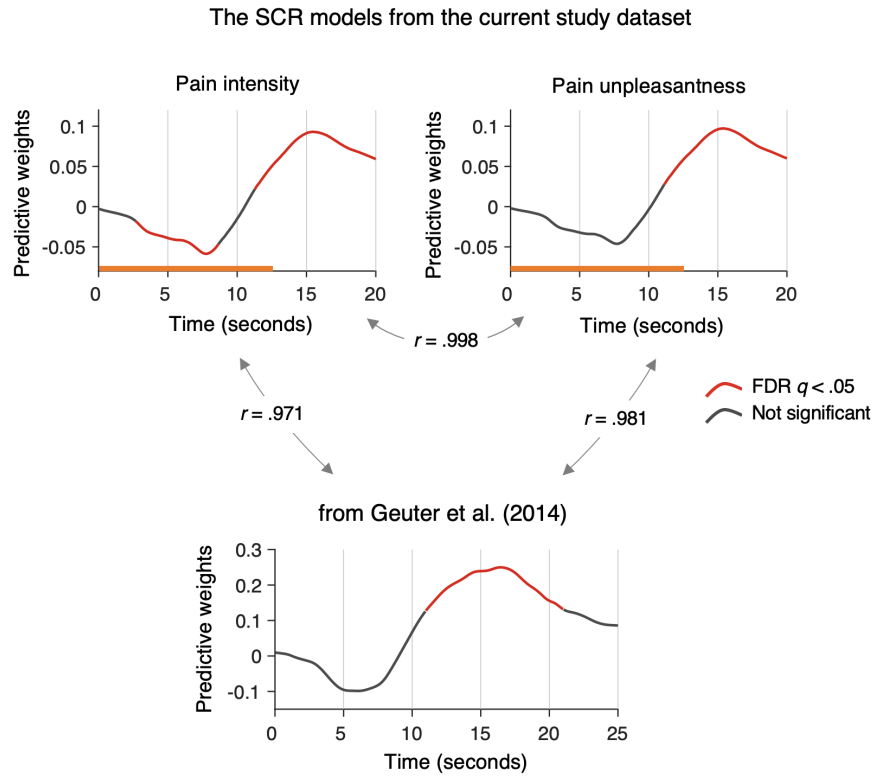 The SCR models from the current study dataset
Pain intensity
Predictive weights
0.1
0.05
0
-0.05
0 5 10 15 20
Time (seconds)
Pain unpleasantness
Predictive weights
0.1
0.05
0
-0.05
0 5 10 15 20
Time (seconds)
r = .998
r = .971
r = .981
FDR q < .05
Not significant
from Geuter et al. (2014)
Predictive weights
0.3
0.2
0.1
0
-0.1
0 5 10 15 20 25
Time (seconds)